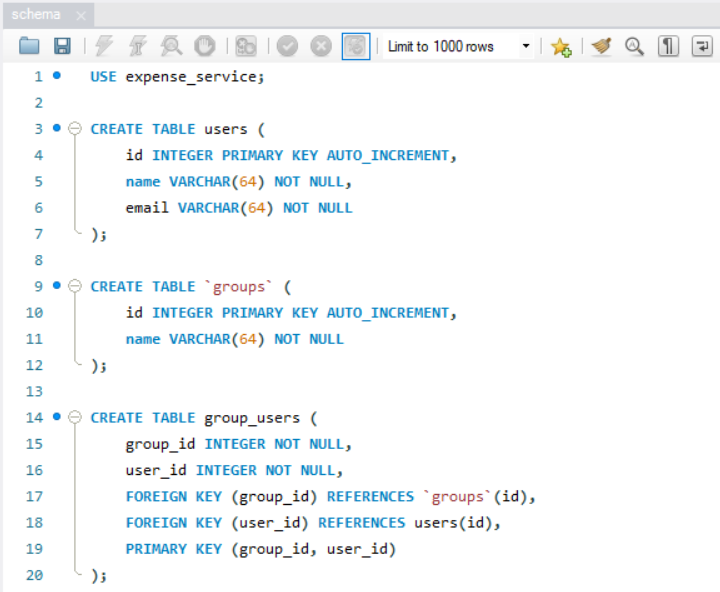 schema
Limit to 1000 rows
1 USE expense_service;
2
3 CREATE TABLE users (
4 id INTEGER PRIMARY KEY AUTO_INCREMENT,
5 name VARCHAR(64) NOT NULL,
6 email VARCHAR(64) NOT NULL
7 );
8
9 CREATE TABLE `groups` (
10 id INTEGER PRIMARY KEY AUTO_INCREMENT,
11 name VARCHAR(64) NOT NULL
12 );
13
14 CREATE TABLE group_users (
15 group_id INTEGER NOT NULL,
16 user_id INTEGER NOT NULL,
17 FOREIGN KEY (group_id) REFERENCES `groups`(id),
18 FOREIGN KEY (user_id) REFERENCES users(id),
19 PRIMARY KEY (group_id, user_id)
20 );